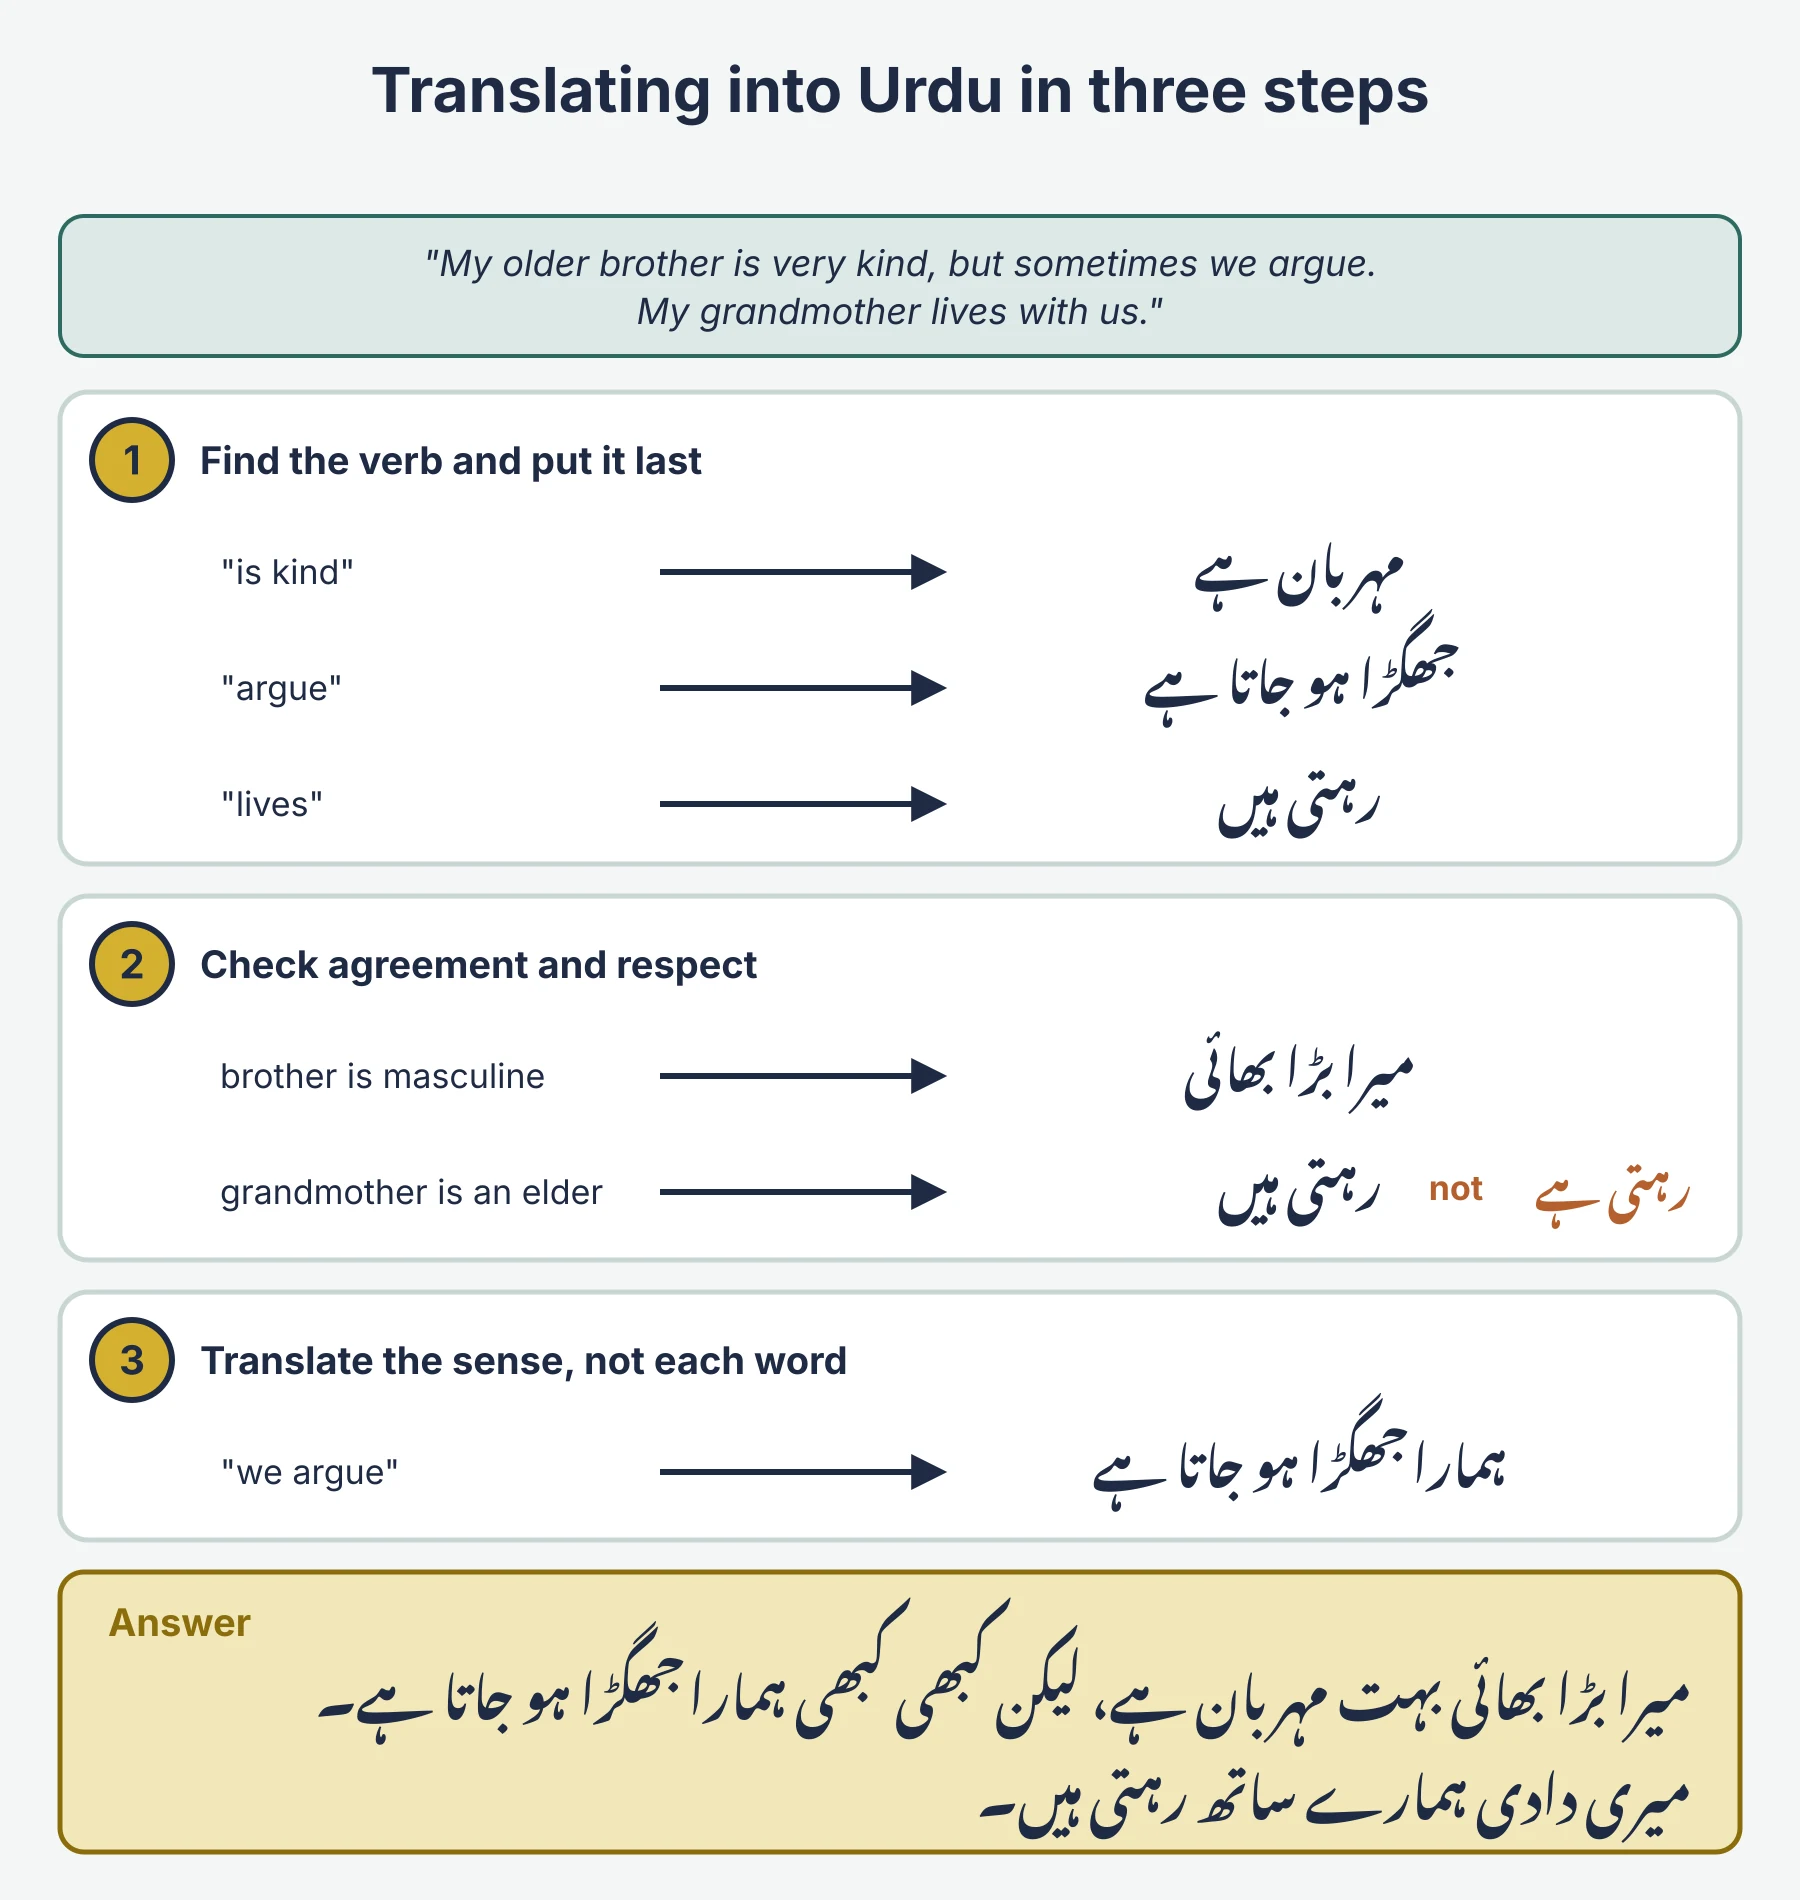 Translating into Urdu in three steps
"My older brother is very kind, but sometimes we argue.
My grandmother lives with us."
1 Find the verb and put it last
"is kind" مہربان ہے
"argue" جھگڑا ہو جاتا ہے
"lives" رہتی ہیں
2 Check agreement and respect
brother is masculine میرا بڑا بھائی
grandmother is an elder رہتی ہیں not رہتی ہے
3 Translate the sense, not each word
"we argue" ہمارا جھگڑا ہو جاتا ہے
Answer
میرا بڑا بھائی بہت مہربان ہے، لیکن کبھی کبھی ہمارا جھگڑا ہو جاتا ہے۔
میری دادی ہمارے ساتھ رہتی ہیں۔